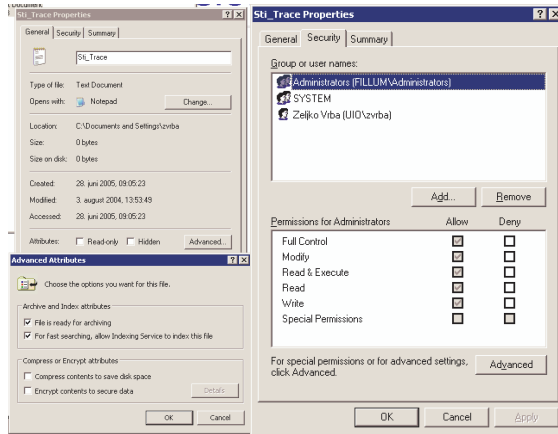 Sti_Trace Properties
General Security Summary
Sti_Trace
Type of file: Text Document
Opens with: Notepad Change...
Location: C:\Documents and Settings\zvrba
Size: 0 bytes
Size on disk: 0 bytes
Created: 28. juni 2005, 09:05:23
Modified: 3. august 2004, 13:53:49
Accessed: 28. juni 2005, 09:05:23
Attributes: Read-only Hidden Advanced...
Advanced Attributes
Choose the options you want for this file.
Archive and Index attributes
File is ready for archiving
For fast searching, allow Indexing Service to index this file
Compress or Encrypt attributes
Compress contents to save disk space
Encrypt contents to secure data Details
OK Cancel
Sti_Trace Properties
General Security Summary
Group or user names:
Administrators (FILLUM\Administrators)
SYSTEM
Zeljko Vrba (UIO\zvrba)
Add... Remove
Permissions for Administrators Allow Deny
Full Control
Modify
Read & Execute
Read
Write
Special Permissions
For special permissions or for advanced settings,
click Advanced.
Advanced
OK Cancel Apply